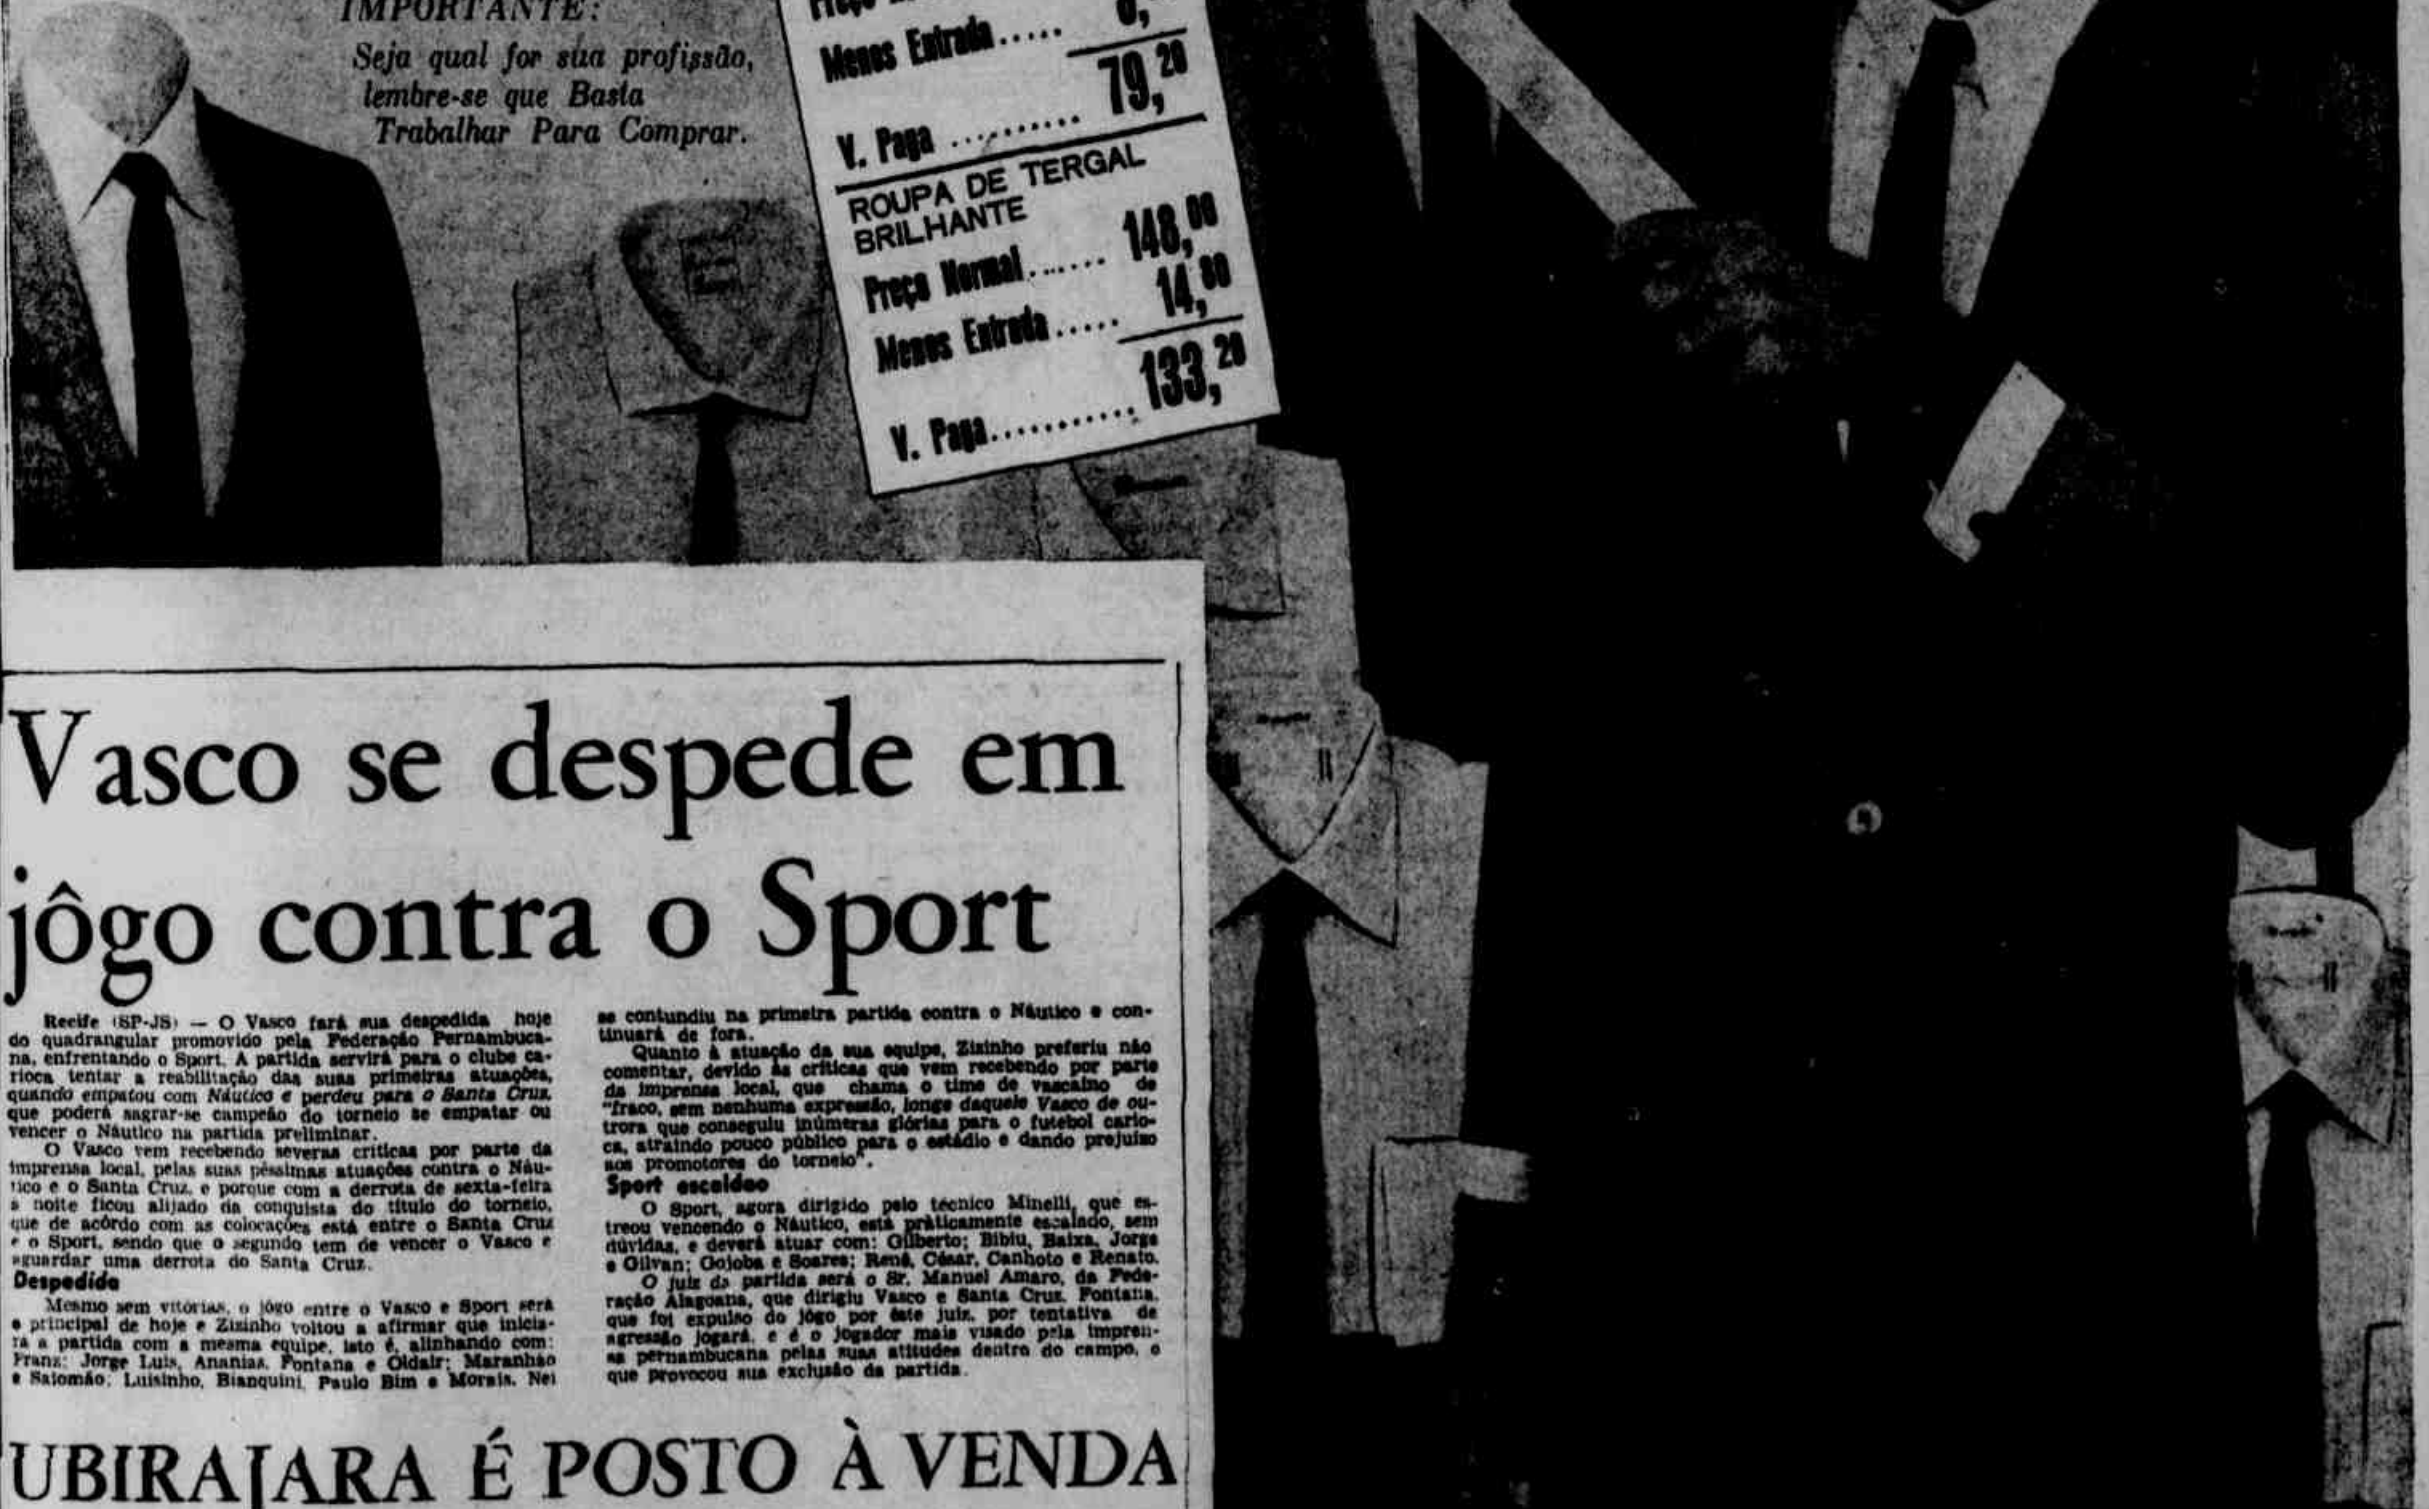 IMPORTANTE:
Seja qual for sua profissão,
lembre-se que Basta
Trabalhar Para Comprar.
Menos Entrada.....
79,20
V. Paga ..........
ROUPA DE TERGAL
BRILHANTE
Preço Normal....... 148,00
Menos Entrada..... 14,80
133,20
V. Paga...........
Vasco se despede em
jôgo contra o Sport
Recife (SP-JS) — O Vasco fará sua despedida hoje
do quadrangular promovido pela Federação Pernambuca-
na, enfrentando o Sport. A partida servirá para o clube ca-
rioca tentar a reabilitação das suas primeiras atuações,
quando empatou com Náutico e perdeu para o Santa Cruz,
que poderá sagrar-se campeão do torneio se empatar ou
vencer o Náutico na partida preliminar.
O Vasco vem recebendo severas críticas por parte da
imprensa local, pelas suas péssimas atuações contra o Náu-
tico e o Santa Cruz, e porque com a derrota de sexta-feira
à noite ficou alijado da conquista do título do torneio,
que de acôrdo com as colocações está entre o Santa Cruz
e o Sport, sendo que o segundo tem de vencer o Vasco e
aguardar uma derrota do Santa Cruz.
Despedida
Mesmo sem vitórias, o jôgo entre o Vasco e Sport será
o principal de hoje e Zizinho voltou a afirmar que inicia-
rá a partida com a mesma equipe, isto é, alinhando com:
Franz; Jorge Luís, Ananias, Fontana e Oldair; Maranhão
e Salomão; Luisinho, Bianquini, Paulo Bim e Morais. Nei
se contundiu na primeira partida contra o Náutico e con-
tinuará de fora.
Quanto à atuação da sua equipe, Zizinho preferiu não
comentar, devido às críticas que vem recebendo por parte
da imprensa local, que chama o time de vascaíno de
"fraco, sem nenhuma expressão, longe daquele Vasco de ou-
trora que conseguiu inúmeras glórias para o futebol cario-
ca, atraindo pouco público para o estádio e dando prejuízo
aos promotores do torneio".
Sport escaldao
O Sport, agora dirigido pelo técnico Minelli, que es-
treou vencendo o Náutico, está pràticamente escalado, sem
dúvidas, e deverá atuar com: Gilberto; Bibiu, Baixa, Jorge
e Gilvan; Gojoba e Soares; Renê, César, Canhoto e Renato.
O juiz da partida será o Sr. Manuel Amaro, da Fede-
ração Alagoana, que dirigiu Vasco e Santa Cruz. Fontana,
que foi expulso do jôgo por êste juiz, por tentativa de
agressão jogará, e é o jogador mais visado pela impren-
sa pernambucana pelas suas atitudes dentro do campo, o
que provocou sua exclusão da partida.
UBIRAJARA É POSTO À VENDA